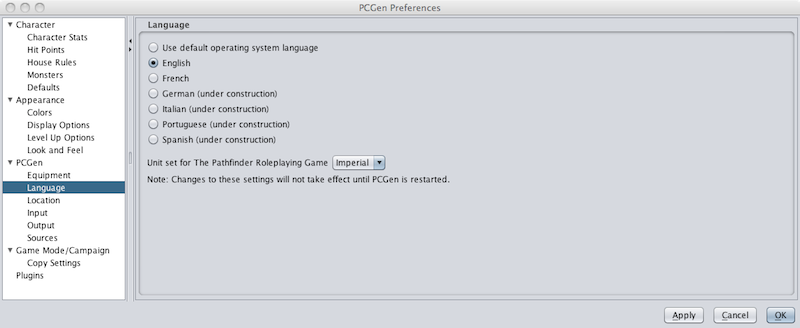 PCGen Preferences
Character
Character Stats
Hit Points
House Rules
Monsters
Defaults
Appearance
Colors
Display Options
Level Up Options
Look and Feel
PCGen
Equipment
Language
Location
Input
Output
Sources
Game Mode/Campaign
Copy Settings
Plugins
Language
Use default operating system language
English
French
German (under construction)
Italian (under construction)
Portuguese (under construction)
Spanish (under construction)
Unit set for The Pathfinder Roleplaying Game Imperial
Note: Changes to these settings will not take effect until PCGen is restarted.
Apply Cancel OK